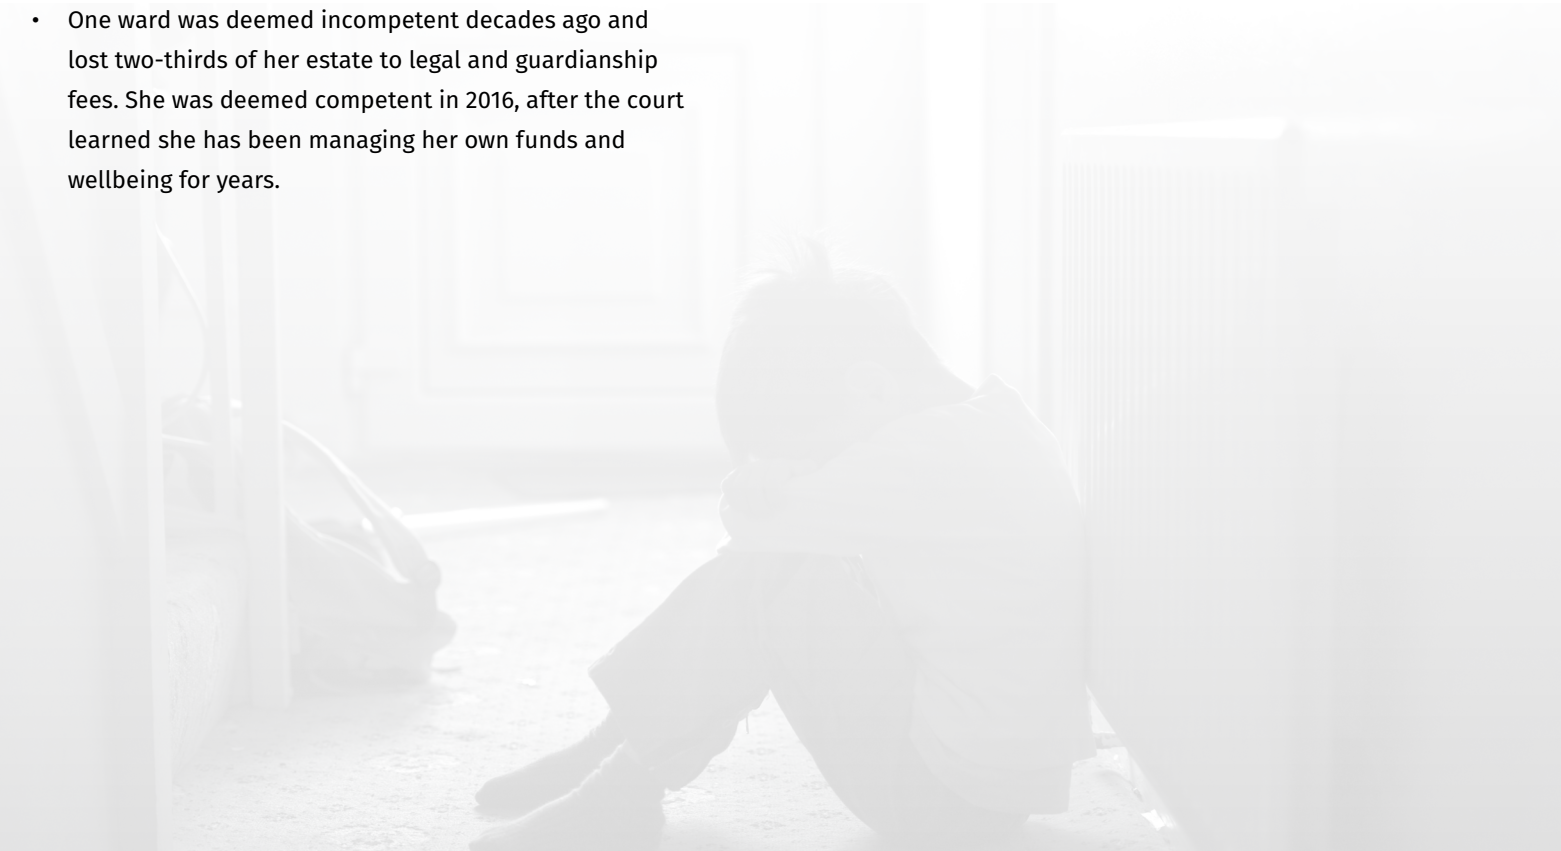 • One ward was deemed incompetent decades ago and
lost two-thirds of her estate to legal and guardianship
fees. She was deemed competent in 2016, after the court
learned she has been managing her own funds and
wellbeing for years.